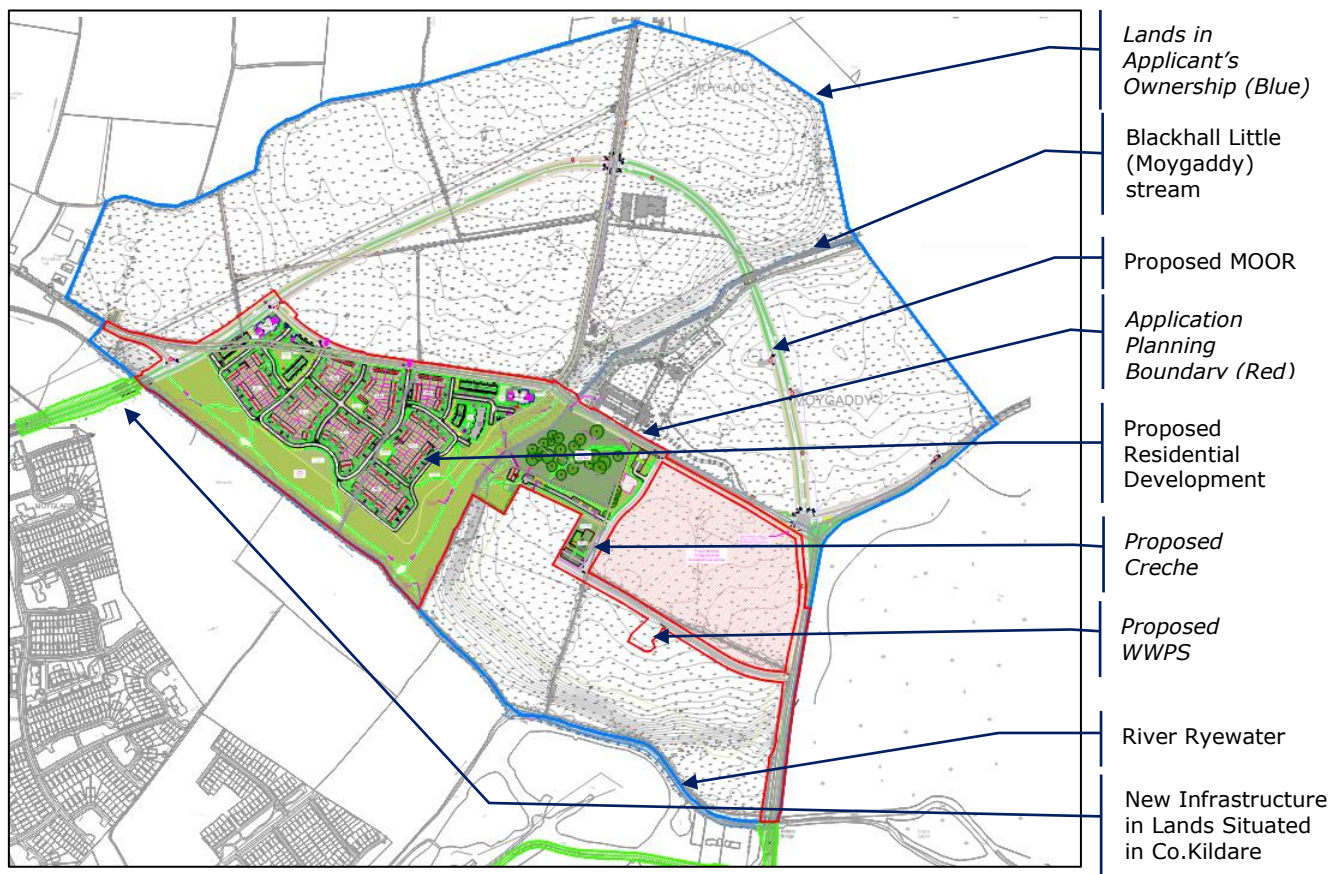 Lands in
Applicant's
Ownership (Blue)
Blackhall Little
(Moygaddy)
stream
Proposed MOOR
Application
Planning
Boundary (Red)
Proposed
Residential
Development
Proposed
Creche
Proposed
WWPS
River Ryewater
New Infrastructure
in Lands Situated
in Co.Kildare
MOYGADDY
MOYGADDY